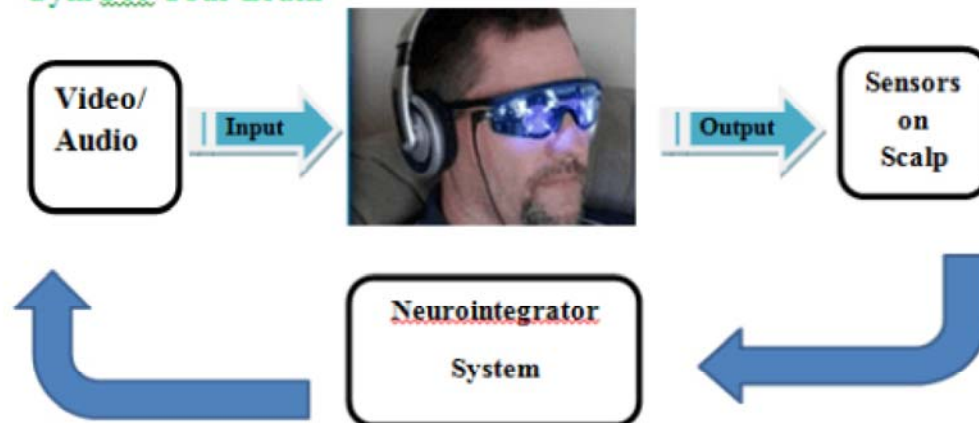 Video/
Audio
Input
Output
Sensors
on
Scalp
Neurointegrator
System